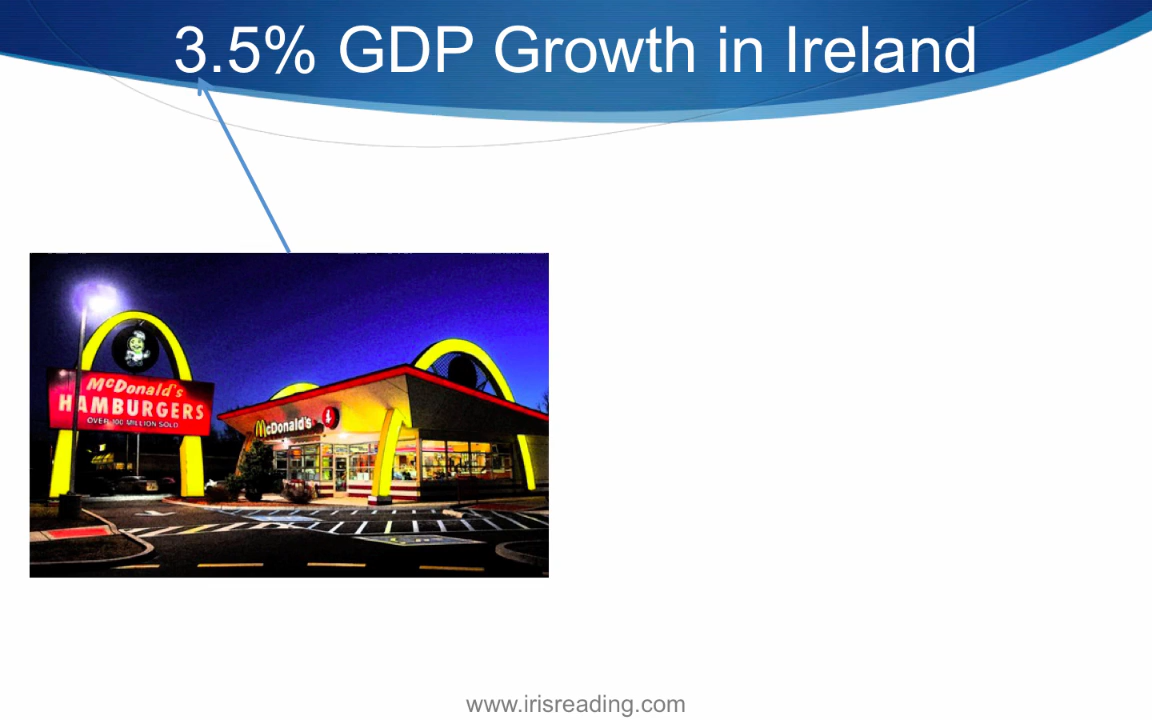 3.5% GDP Growth in Ireland
McDonald's
HAMBURGERS
OVER 100 MILLION SOLD
McDonald's
www.irisreading.com